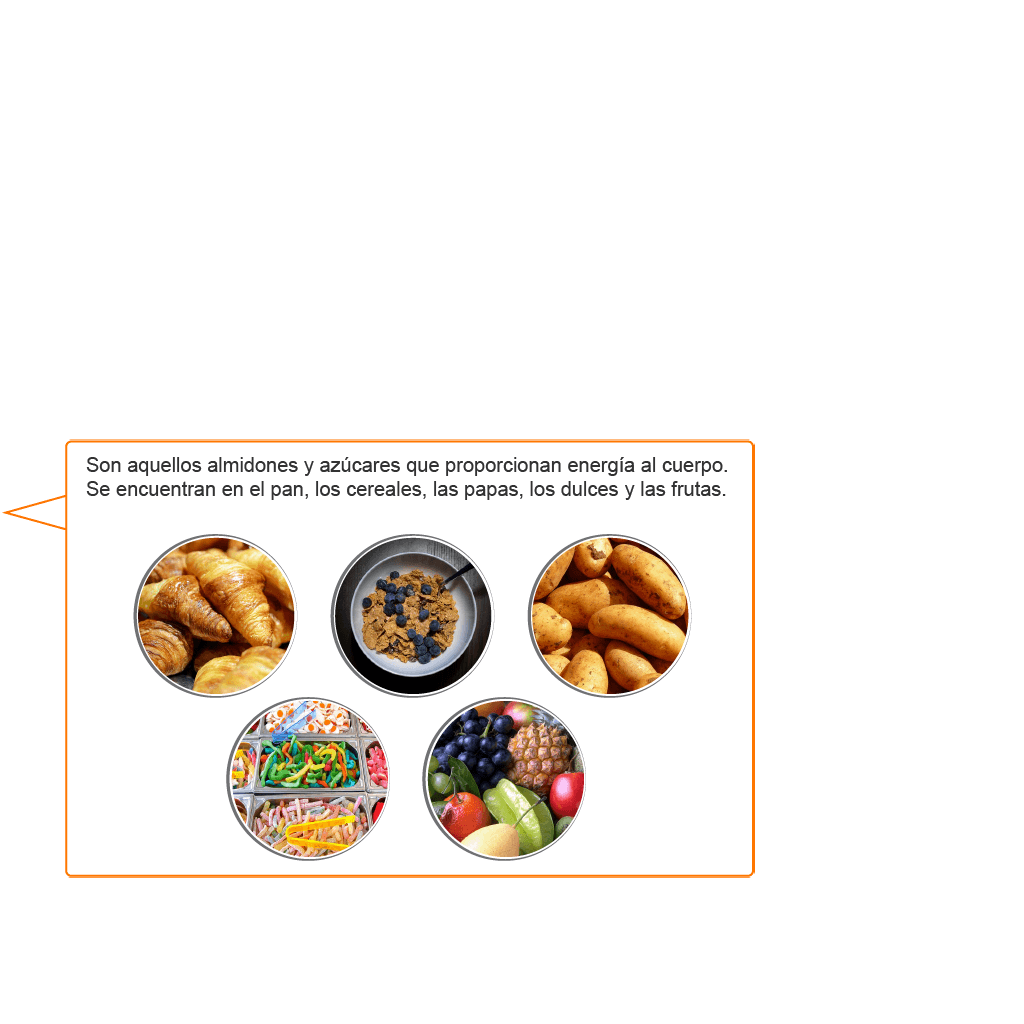 Son aquellos almidones y azúcares que proporcionan energía al cuerpo.
Se encuentran en el pan, los cereales, las papas, los dulces y las frutas.